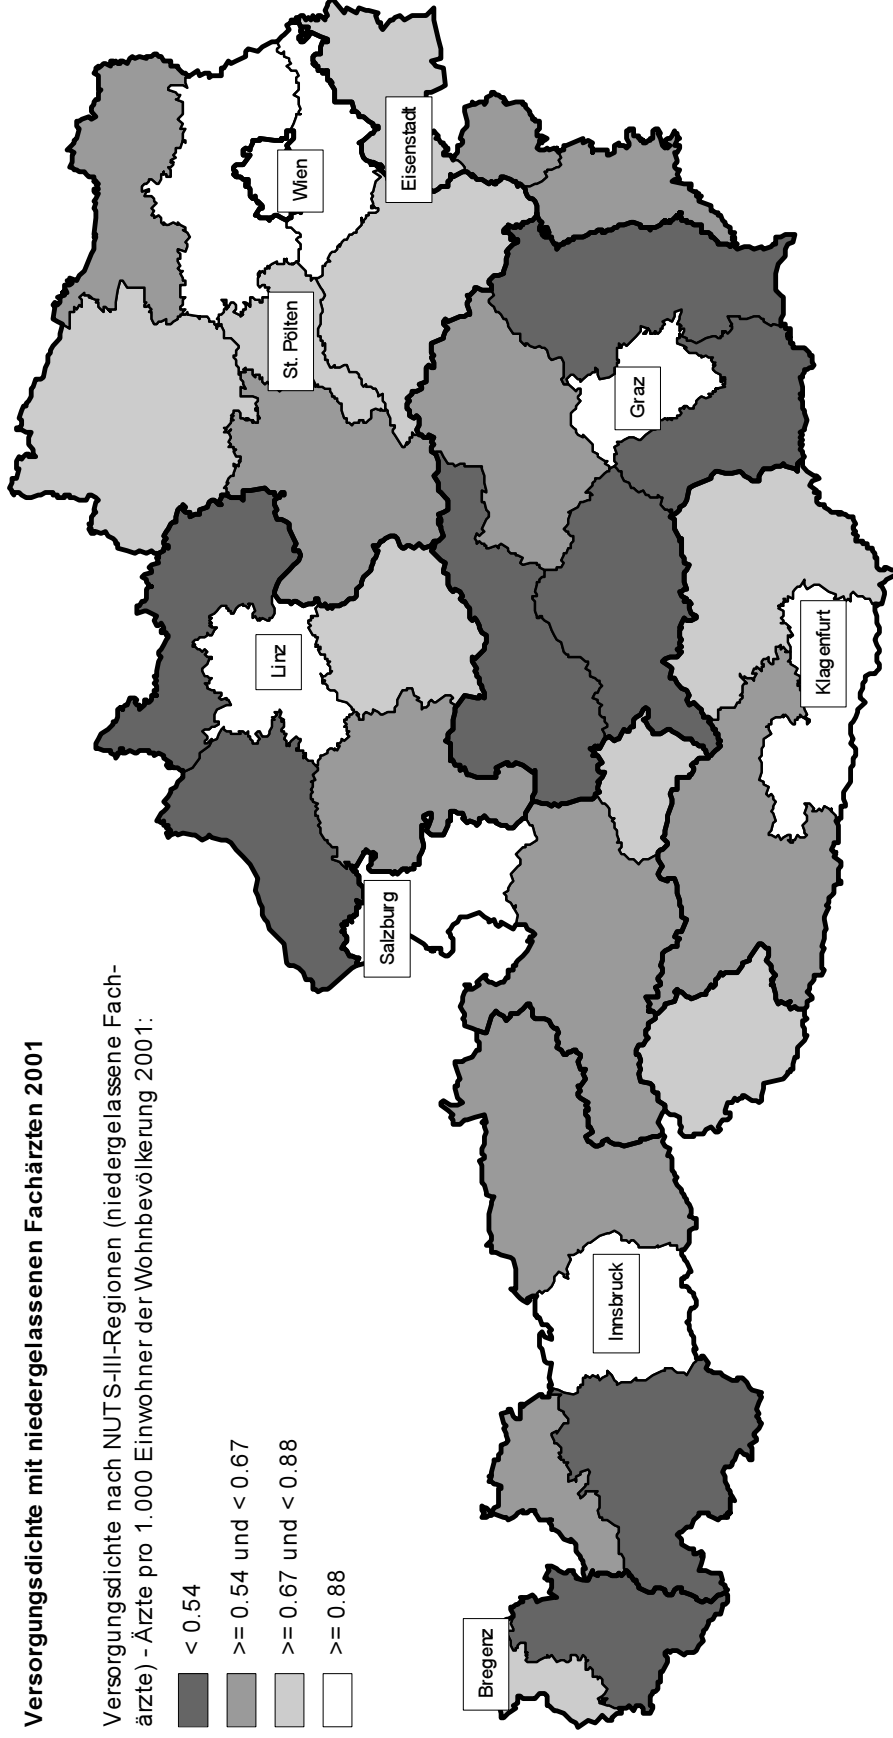 Versorgungsdichte mit niedergelassenen Fachärzten 2001
Versorgungsdichte nach NUTS-III-Regionen (niedergelassene Fach-
ärzte) - Ärzte pro 1.000 Einwohner der Wohnbevölkerung 2001:
< 0.54
>= 0.54 und < 0.67
>= 0.67 und < 0.88
>= 0.88
Bregenz
Innsbruck
Salzburg
Linz
Klagenfurt
St. Pölten
Graz
Wien
Eisenstadt